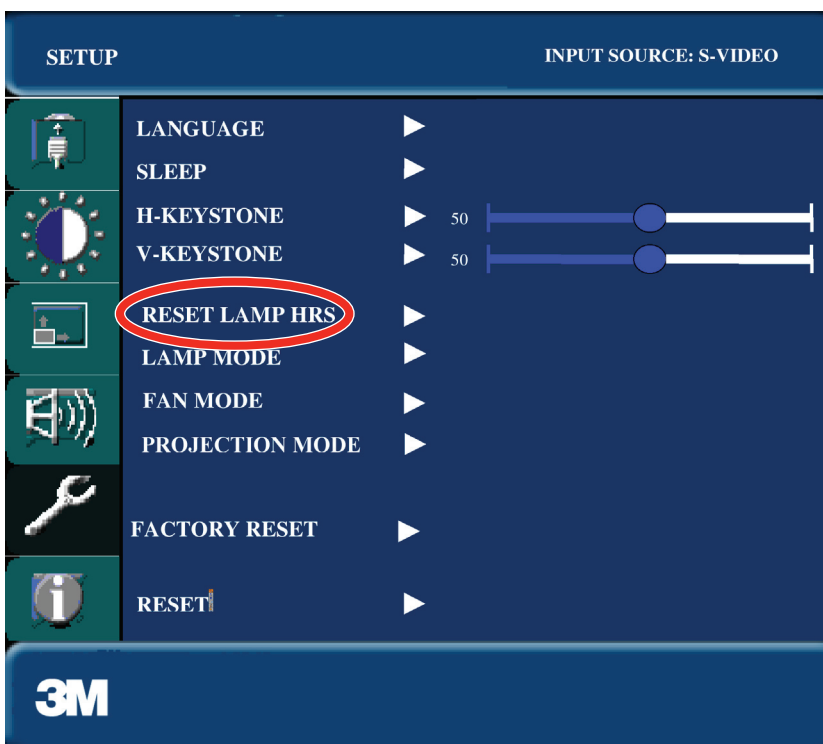 SETUP INPUT SOURCE: S-VIDEO
LANGUAGE
SLEEP
H-KEYSTONE 50
V-KEYSTONE 50
RESET LAMP HRS
LAMP MODE
FAN MODE
PROJECTION MODE
FACTORY RESET
RESET
3M